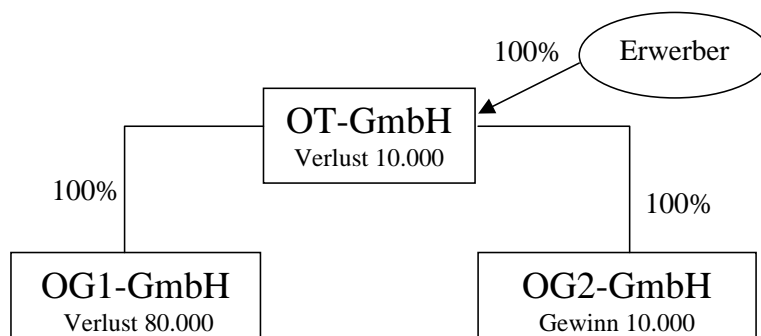 100%
Erwerber
OT-GmbH
Verlust 10.000
100%
100%
OG1-GmbH
Verlust 80.000
OG2-GmbH
Gewinn 10.000